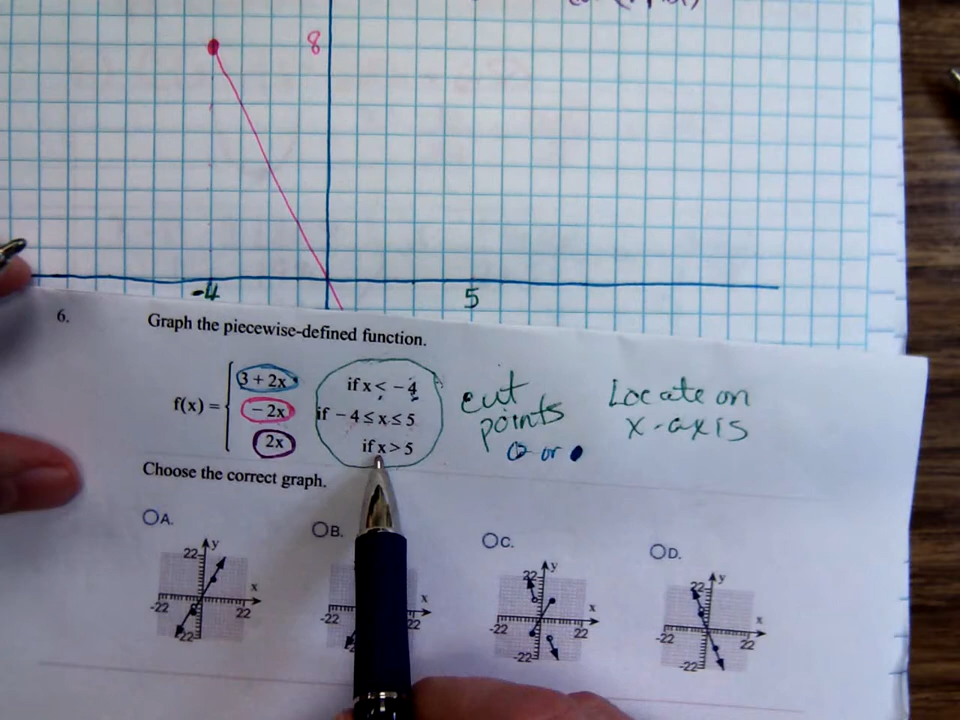 8
-4
5
6.
Graph the piecewise-defined function.
f(x) =
3 + 2x if x < -4
-2x if -4 ≤ x ≤ 5
2x if x > 5
cut points
o or •
Locate on
x-axis
Choose the correct graph.
A.
B.
C.
D.
22 y
x
-22 22
-22
x
-22 22
y
22
x
-22 22
-22
y
22
x
-22 22
-22